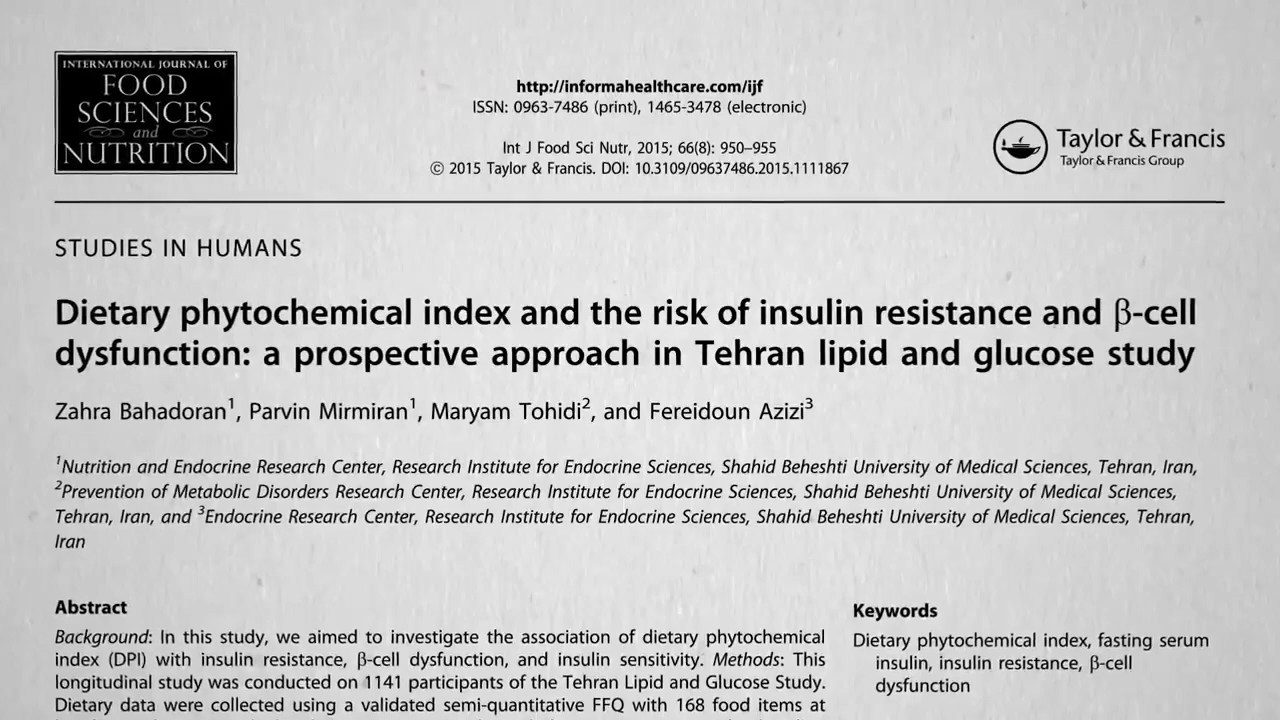 INTERNATIONAL JOURNAL OF
FOOD
SCIENCES
and
NUTRITION
http://informahealthcare.com/ijf
ISSN: 0963-7486 (print), 1465-3478 (electronic)
Int J Food Sci Nutr, 2015; 66(8): 950–955
© 2015 Taylor & Francis. DOI: 10.3109/09637486.2015.1111867
Taylor & Francis
Taylor & Francis Group
STUDIES IN HUMANS
Dietary phytochemical index and the risk of insulin resistance and β-cell
dysfunction: a prospective approach in Tehran lipid and glucose study
Zahra Bahadoran1, Parvin Mirmiran1, Maryam Tohidi2, and Fereidoun Azizi3
1Nutrition and Endocrine Research Center, Research Institute for Endocrine Sciences, Shahid Beheshti University of Medical Sciences, Tehran, Iran,
2Prevention of Metabolic Disorders Research Center, Research Institute for Endocrine Sciences, Shahid Beheshti University of Medical Sciences,
Tehran, Iran, and 3Endocrine Research Center, Research Institute for Endocrine Sciences, Shahid Beheshti University of Medical Sciences, Tehran,
Iran
Abstract
Background: In this study, we aimed to investigate the association of dietary phytochemical
index (DPI) with insulin resistance, β-cell dysfunction, and insulin sensitivity. Methods: This
longitudinal study was conducted on 1141 participants of the Tehran Lipid and Glucose Study.
Dietary data were collected using a validated semi-quantitative FFQ with 168 food items at
Keywords
Dietary phytochemical index, fasting serum
insulin, insulin resistance, β-cell
dysfunction